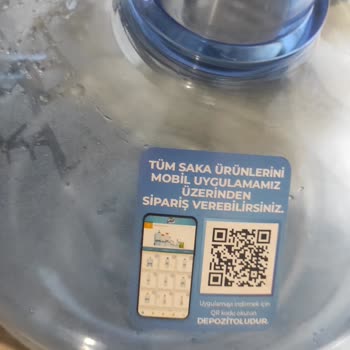 TÜM SAKA ÜRÜNLERİNİ
MOBİL UYGULAMAMIZ
ÜZERİNDEN
SİPARİŞ VEREBİLİRSİNİZ.
Uygulamayı indirmek için
QR kodu okutun
DEPOZİTOLUDUR.